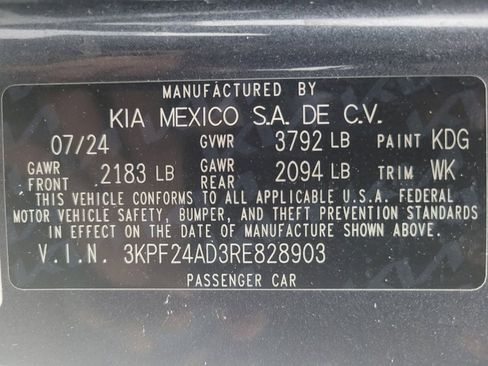 MANUFACTURED BY
KIA MEXICO S.A. DE C.V.
07/24 GVWR 3792 LB PAINT KDG
GAWR FRONT 2183 LB GAWR REAR 2094 LB TRIM WK
THIS VEHICLE CONFORMS TO ALL APPLICABLE U.S.A. FEDERAL
MOTOR VEHICLE SAFETY, BUMPER, AND THEFT PREVENTION STANDARDS
IN EFFECT ON THE DATE OF MANUFACTURE SHOWN ABOVE.
V.I.N. 3KPF24AD3RE828903
PASSENGER CAR